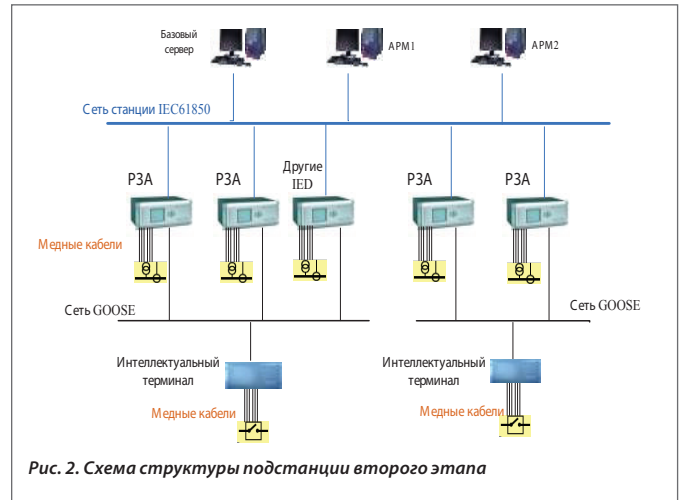 Базовый
сервер
АРМ1
АРМ2
Сеть станции IEC61850
РЗА
РЗА
Другие
IED
РЗА
РЗА
Медные кабели
Сеть GOOSE
Сеть GOOSE
Интеллектуальный
терминал
Интеллектуальный
терминал
Медные кабели
Медные кабели
Рис. 2. Схема структуры подстанции второго этапа